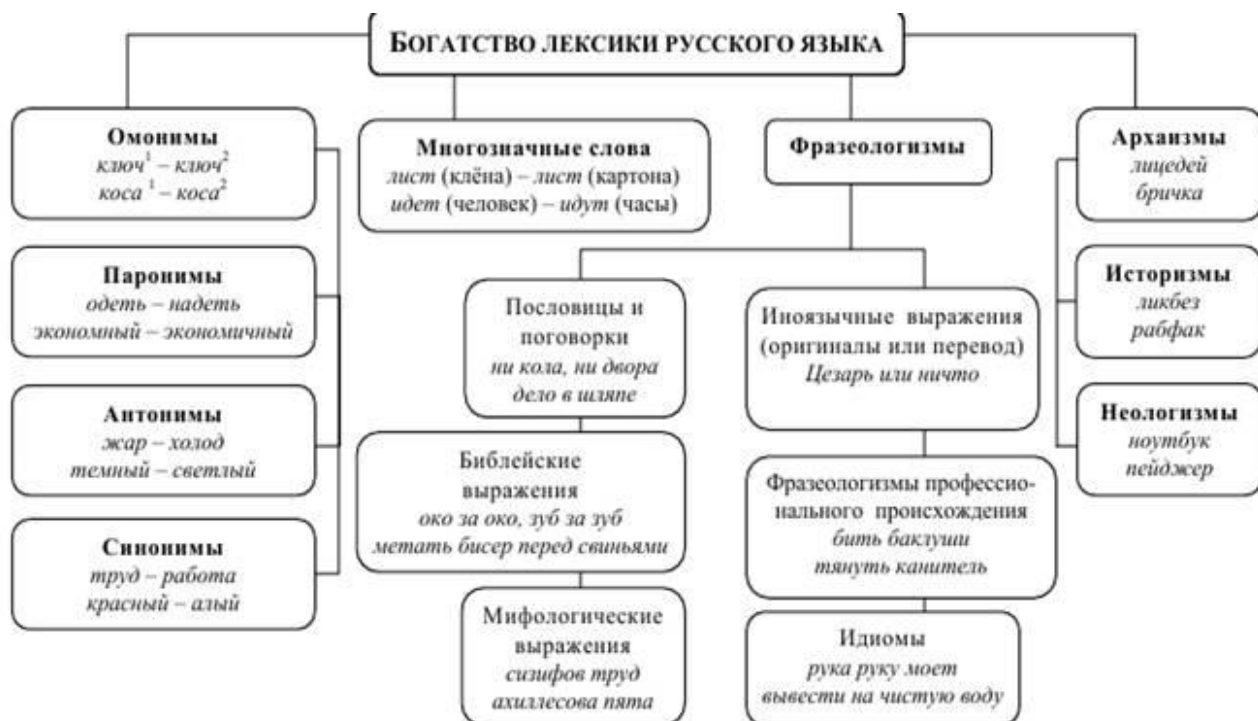 БОГАТСТВО ЛЕКСИКИ РУССКОГО ЯЗЫКА
Омонимы
ключ¹ – ключ²
коса ¹ – коса²
Паронимы
одеть – надеть
экономный – экономичный
Антонимы
жар – холод
темный – светлый
Синонимы
труд – работа
красный – алый
Многозначные слова
лист (клёна) – лист (картона)
идет (человек) – идут (часы)
Фразеологизмы
Пословицы и
поговорки
ни кола, ни двора
дело в шляпе
Библейские
выражения
око за око, зуб за зуб
метать бисер перед свиньями
Мифологические
выражения
сизифов труд
ахиллесова пята
Иноязычные выражения
(оригиналы или перевод)
Цезарь или ничто
Фразеологизмы профессио-
нального происхождения
бить баклуши
тянуть канитель
Идиомы
рука руку моет
вывести на чистую воду
Архаизмы
лицедей
бричка
Историзмы
ликбез
рабфак
Неологизмы
ноутбук
пейджер